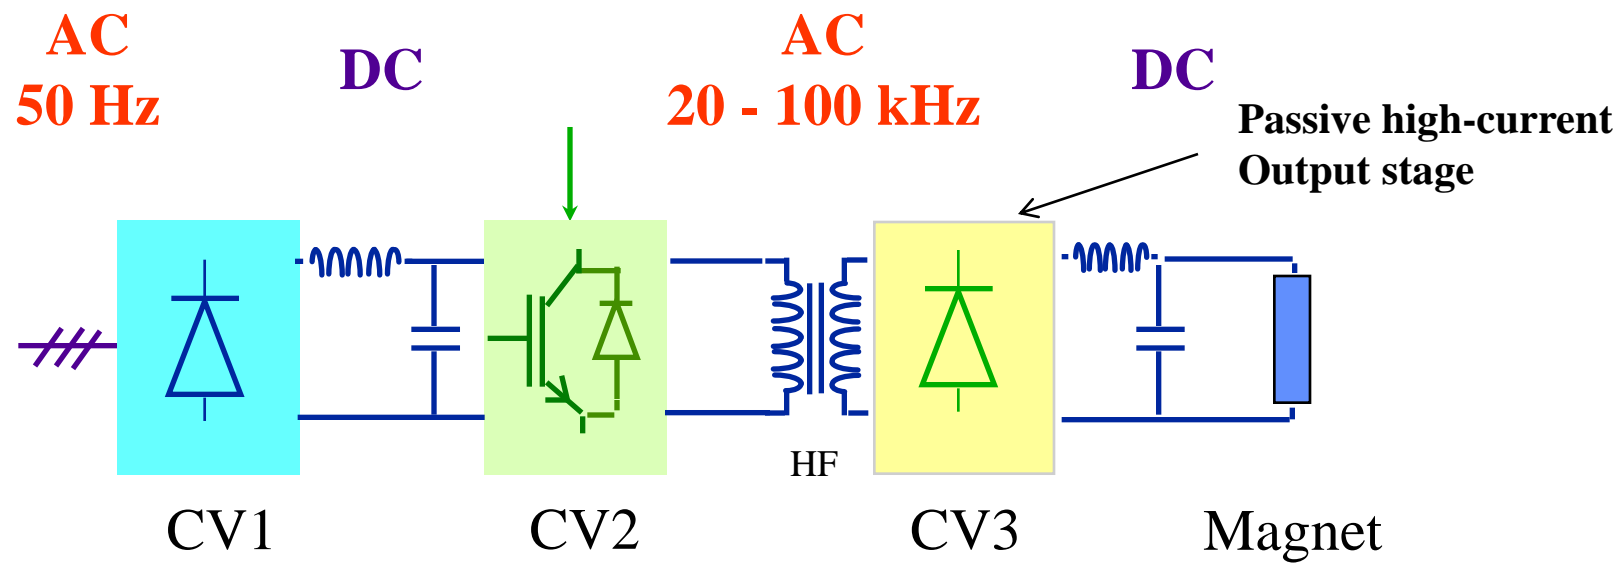 AC
50 Hz
DC
AC
20 - 100 kHz
DC
Passive high-current
Output stage
HF
CV1
CV2
CV3
Magnet